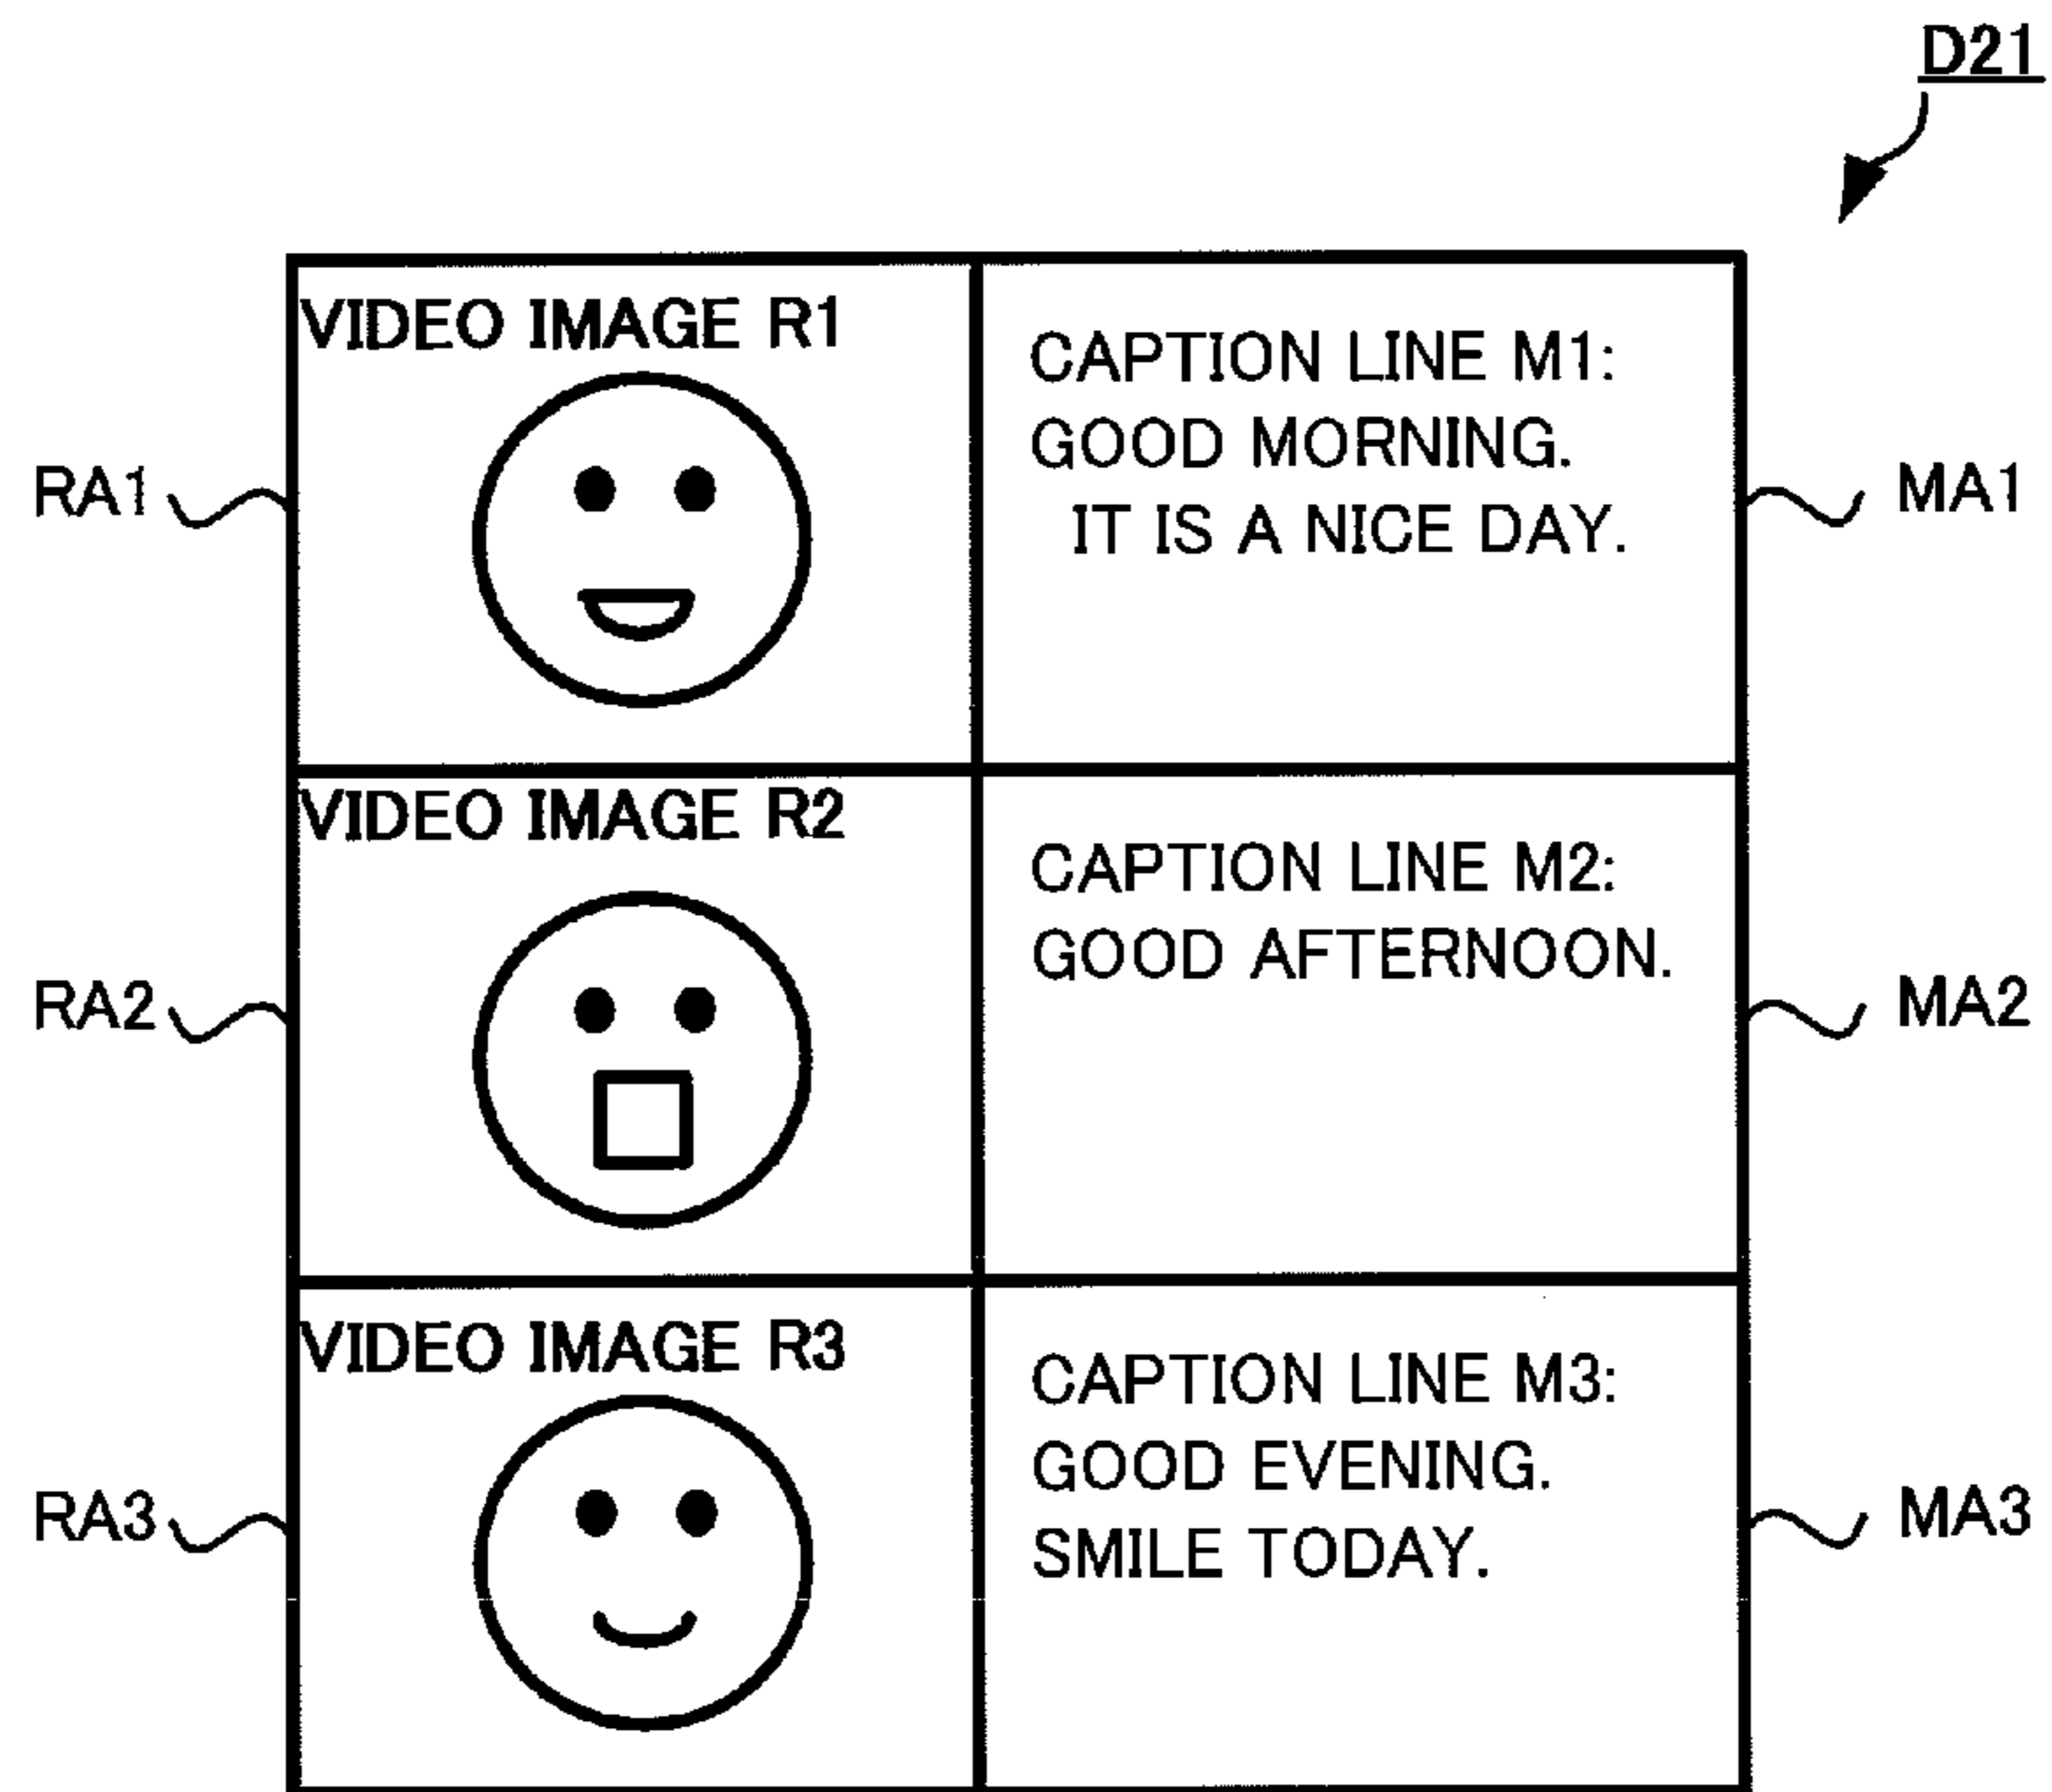 D21
VIDEO IMAGE R1
CAPTION LINE M1:
GOOD MORNING.
IT IS A NICE DAY.
RA1
MA1
VIDEO IMAGE R2
CAPTION LINE M2:
GOOD AFTERNOON.
RA2
MA2
VIDEO IMAGE R3
CAPTION LINE M3:
GOOD EVENING.
SMILE TODAY.
RA3
MA3